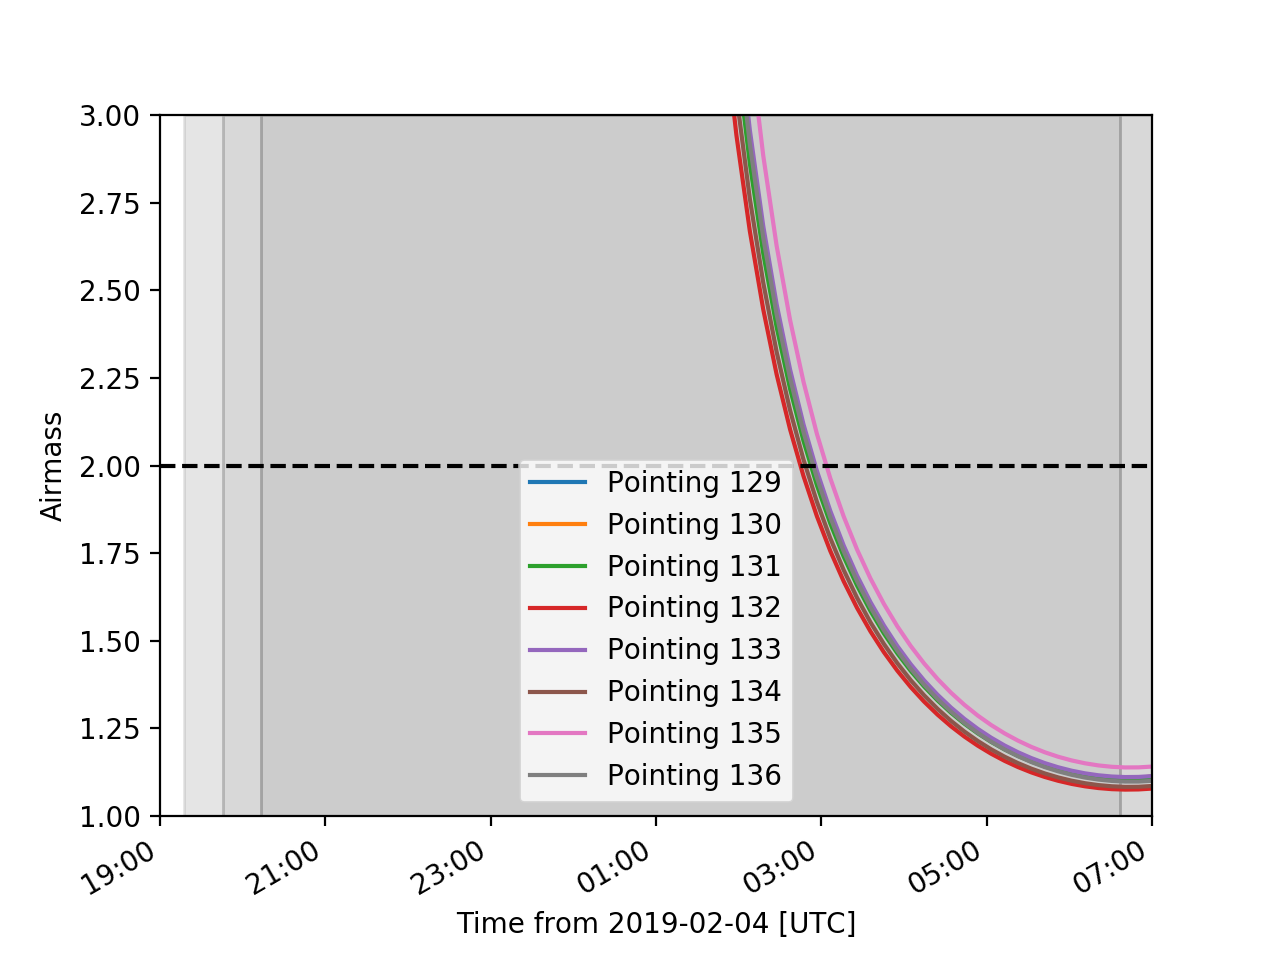 3.00
2.75
2.50
2.25
2.00
1.75
1.50
1.25
1.00
Airmass
Pointing 129
Pointing 130
Pointing 131
Pointing 132
Pointing 133
Pointing 134
Pointing 135
Pointing 136
19:00 21:00 23:00 01:00 03:00 05:00 07:00
Time from 2019-02-04 [UTC]